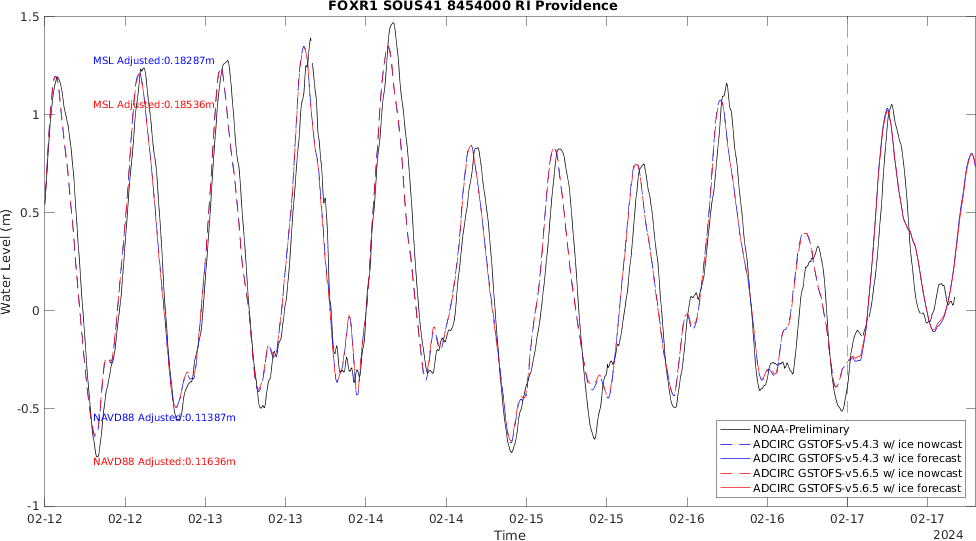 FOXR1 SOUS41 8454000 RI Providence
1.5
1
0.5
0
-0.5
-1
Water Level (m)
MSL Adjusted:0.18287m
MSL Adjusted:0.18536m
NAVD88 Adjusted:0.11387m
NAVD88 Adjusted:0.11636m
NOAA-Preliminary
ADCIRC GSTOFS-v5.4.3 w/ ice nowcast
ADCIRC GSTOFS-v5.4.3 w/ ice forecast
ADCIRC GSTOFS-v5.6.5 w/ ice nowcast
ADCIRC GSTOFS-v5.6.5 w/ ice forecast
02-12 02-12 02-13 02-13 02-14 02-14 02-15 02-15 02-16 02-16 02-17 02-17
Time
2024